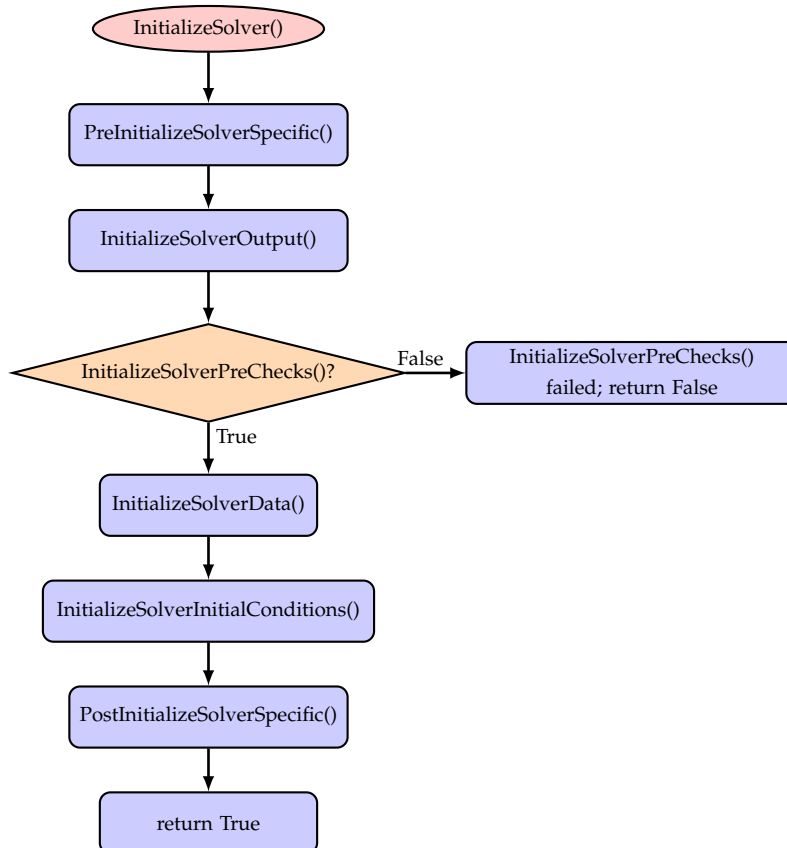 InitializeSolver()
PreInitializeSolverSpecific()
InitializeSolverOutput()
InitializeSolverPreChecks()?
False
InitializeSolverPreChecks()
failed; return False
True
InitializeSolverData()
InitializeSolverInitialConditions()
PostInitializeSolverSpecific()
return True